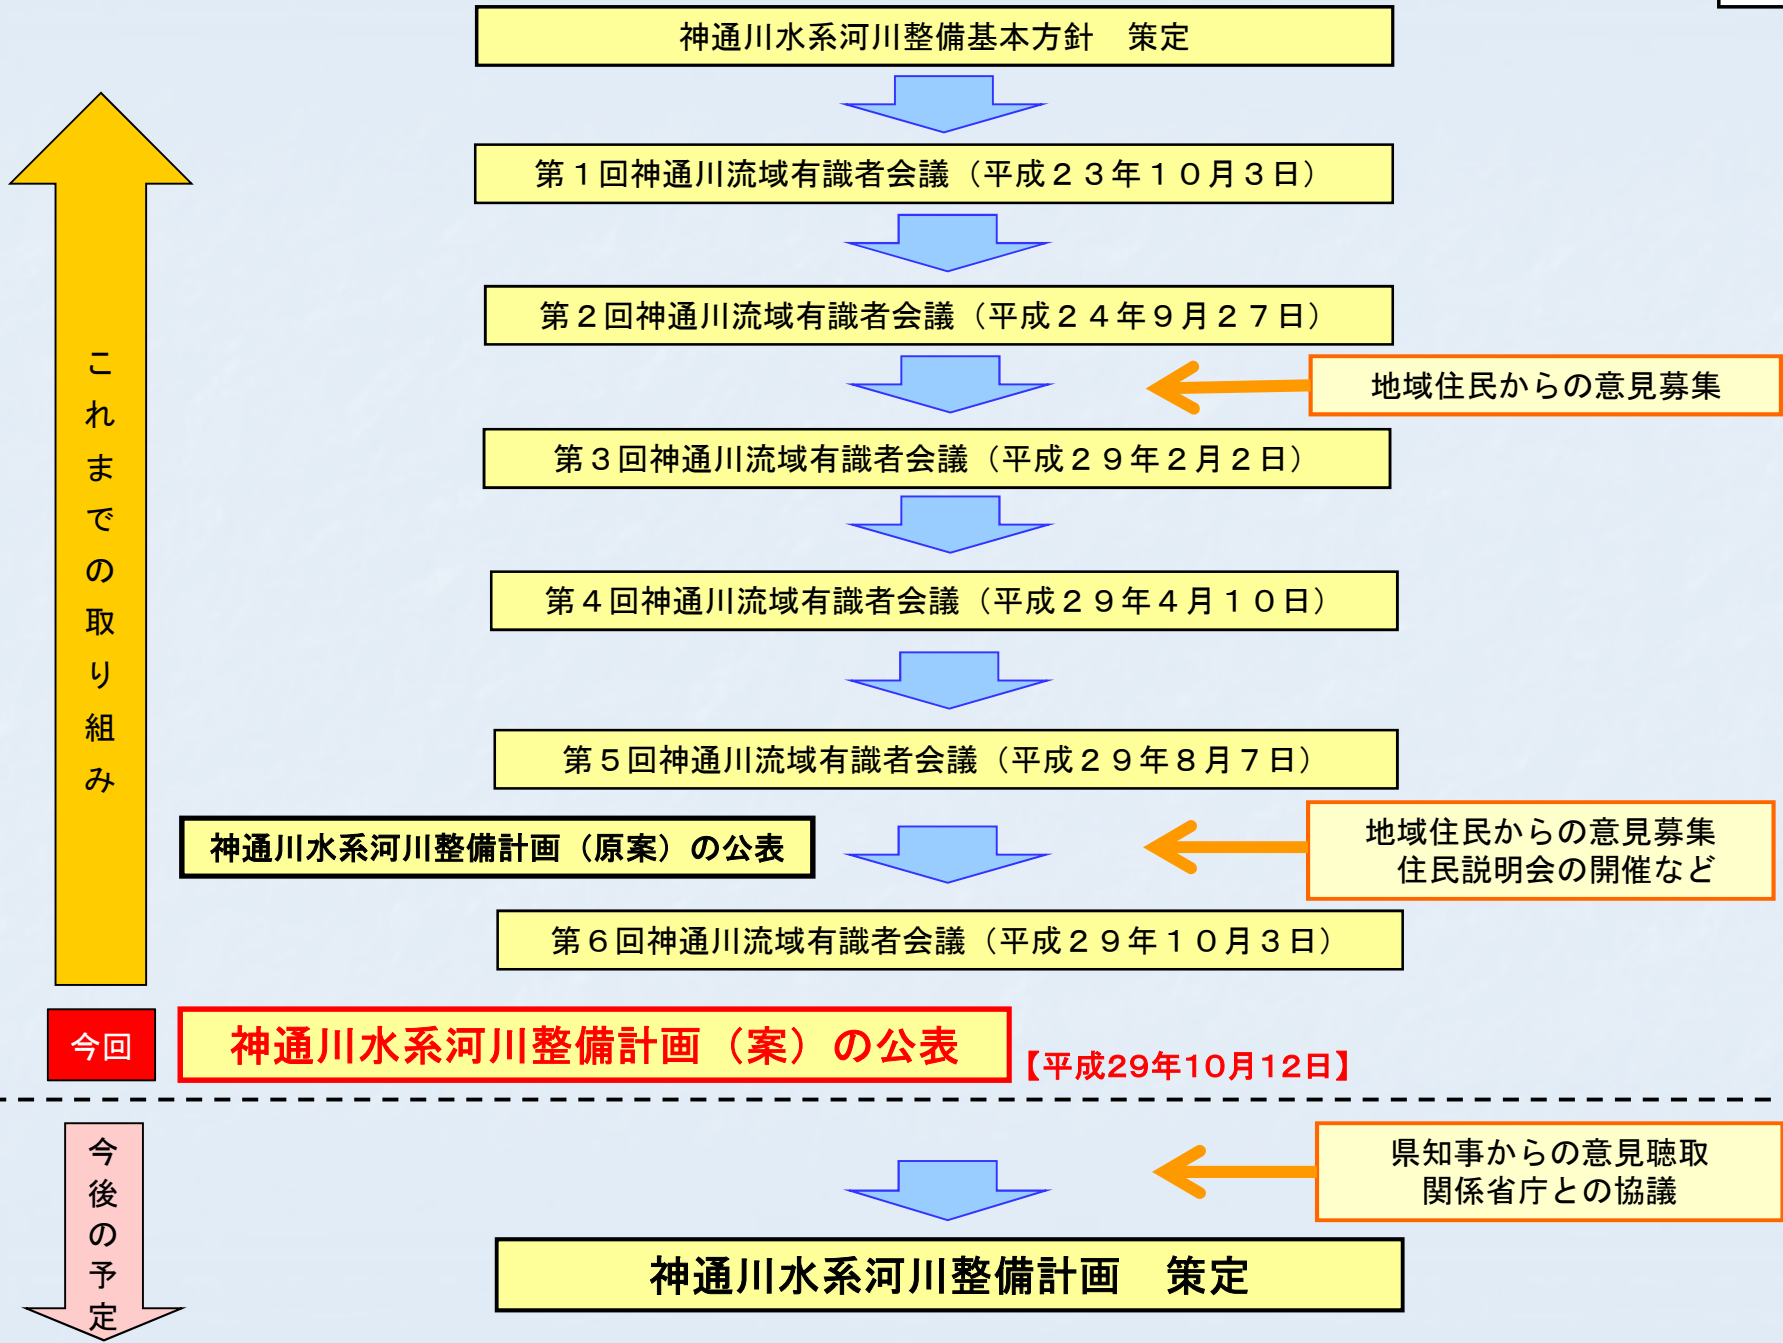 神通川水系河川整備基本方針　策定
第１回神通川流域有識者会議（平成２３年１０月３日）
第２回神通川流域有識者会議（平成２４年９月２７日）
地域住民からの意見募集
第３回神通川流域有識者会議（平成２９年２月２日）
第４回神通川流域有識者会議（平成２９年４月１０日）
第５回神通川流域有識者会議（平成２９年８月７日）
神通川水系河川整備計画（原案）の公表
地域住民からの意見募集
住民説明会の開催など
第６回神通川流域有識者会議（平成２９年１０月３日）
これまでの取り組み
今回
神通川水系河川整備計画（案）の公表
【平成29年10月12日】
今後の予定
県知事からの意見聴取
関係省庁との協議
神通川水系河川整備計画　策定